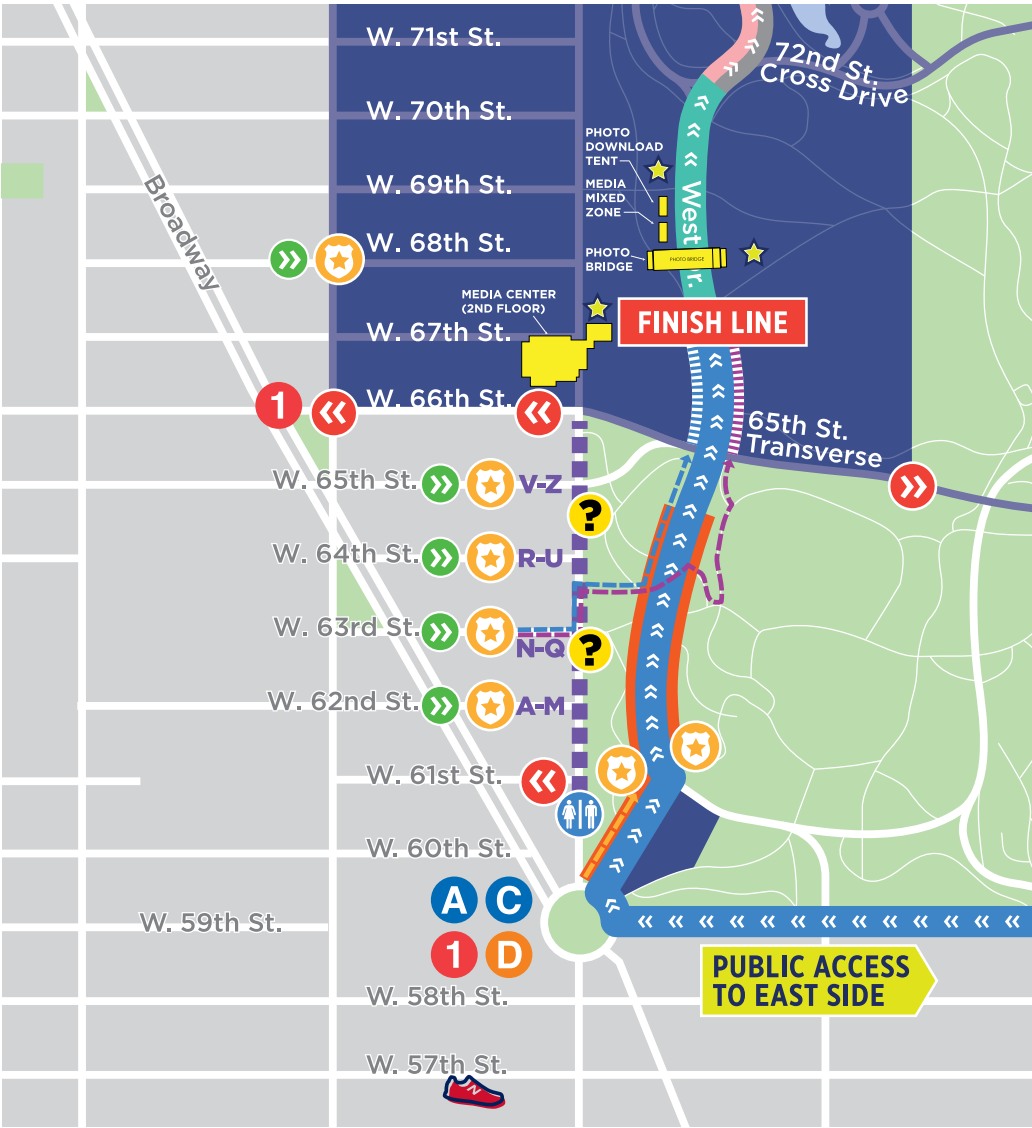 W. 71st St.
72nd St.
Cross Drive
W. 70th St.
PHOTO
DOWNLOAD
TENT
W. 69th St.
MEDIA
MIXED
ZONE
West Dr.
Broadway
W. 68th St.
PHOTO
BRIDGE
PHOTO BRIDGE
MEDIA CENTER
(2ND FLOOR)
W. 67th St.
FINISH LINE
1
W. 66th St.
65th St.
Transverse
W. 65th St.
V-Z
?
W. 64th St.
R-U
W. 63rd St.
N-Q
?
W. 62nd St.
A-M
W. 61st St.
W. 60th St.
A
C
W. 59th St.
1
D
PUBLIC ACCESS
TO EAST SIDE
W. 58th St.
W. 57th St.
N